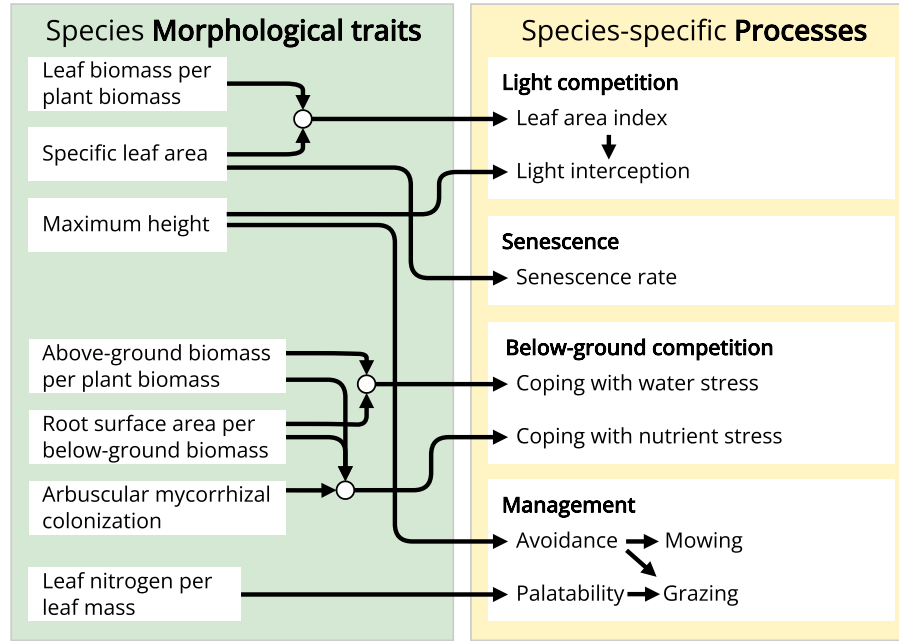 Species Morphological traits
Leaf biomass per
plant biomass
Specific leaf area
Maximum height
Above-ground biomass
per plant biomass
Root surface area per
below-ground biomass
Arbuscular mycorrhizal
colonization
Leaf nitrogen per
leaf mass
Species-specific Processes
Light competition
Leaf area index
Light interception
Senescence
Senescence rate
Below-ground competition
Coping with water stress
Coping with nutrient stress
Management
Avoidance Mowing
Palatability Grazing